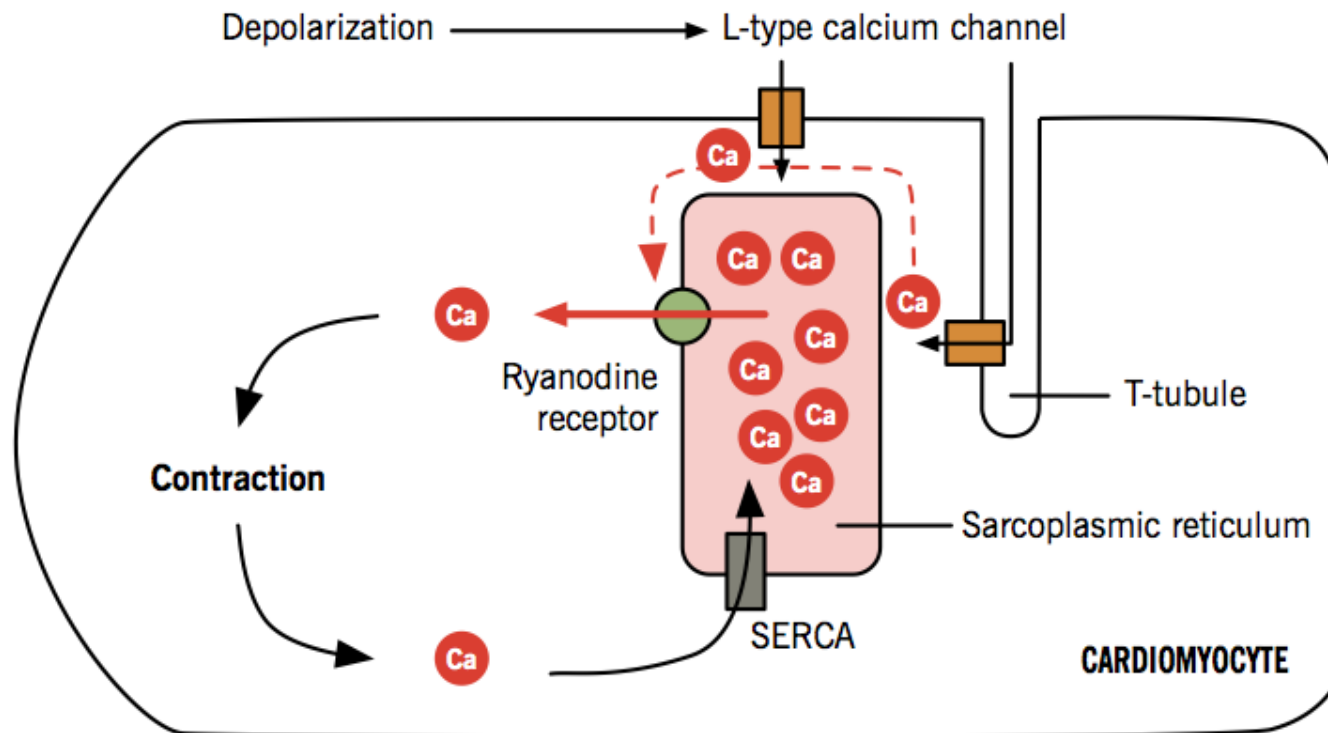 Depolarization
L-type calcium channel
Ca
Ca
Ca
Ca
Ca
Ca
Ca
Ryanodine
receptor
Ca
T-tubule
Ca
Ca
Contraction
Ca
Sarcoplasmic reticulum
SERCA
Ca
CARDIOMYOCYTE